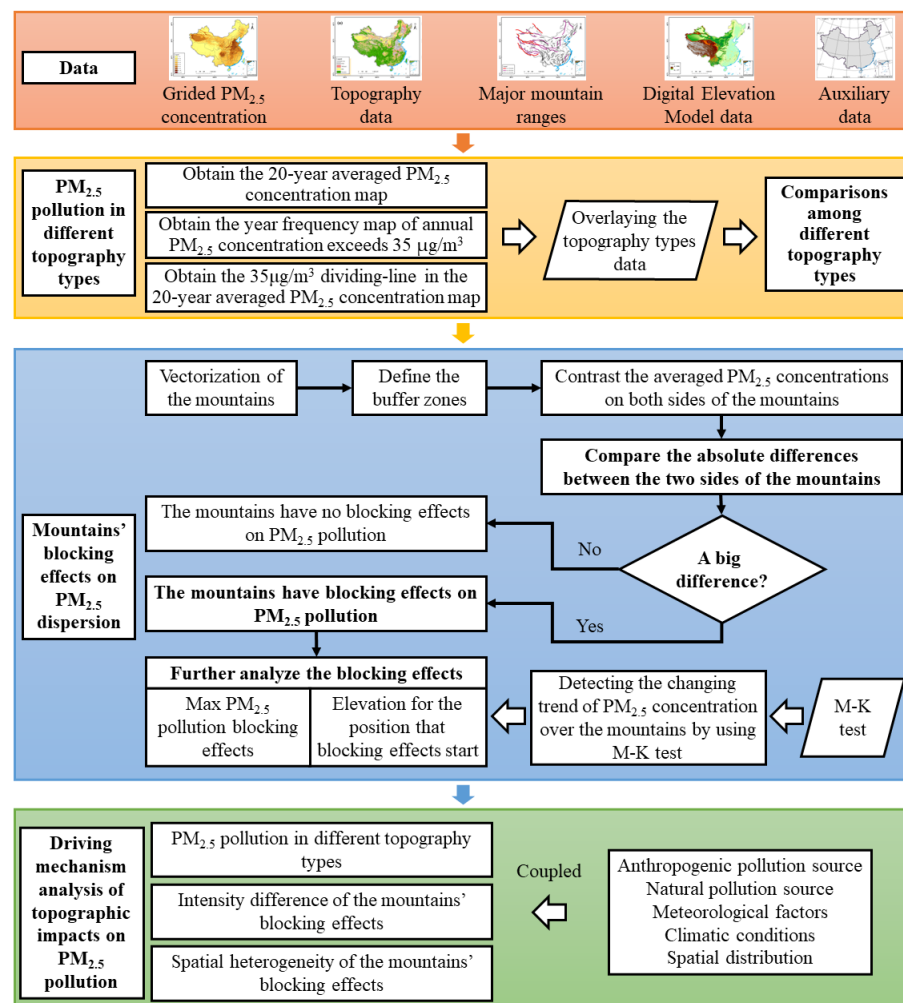 Data
Grided PM2.5
concentration
Topography
data
Major mountain
ranges
Digital Elevation
Model data
Auxiliary
data
PM2.5
pollution in
different
topography
types
Obtain the 20-year averaged PM2.5
concentration map
Obtain the year frequency map of annual
PM2.5 concentration exceeds 35 μg/m³
Obtain the 35μg/m³ dividing-line in the
20-year averaged PM2.5 concentration map
Overlaying the
topography types
data
Comparisons
among
different
topography
types
Mountains’
blocking
effects on
PM2.5
dispersion
Vectorization of
the mountains
Define the
buffer zones
Contrast the averaged PM2.5 concentrations
on both sides of the mountains
Compare the absolute differences
between the two sides of the mountains
A big
difference?
No
The mountains have no blocking effects
on PM2.5 pollution
Yes
The mountains have blocking effects on
PM2.5 pollution
Further analyze the blocking effects
Max PM2.5
pollution blocking
effects
Elevation for the
position that
blocking effects start
Detecting the changing
trend of PM2.5 concentration
over the mountains by using
M-K test
M-K
test
Driving
mechanism
analysis of
topographic
impacts on
PM2.5
pollution
PM2.5 pollution in different topography
types
Intensity difference of the mountains’
blocking effects
Spatial heterogeneity of the mountains’
blocking effects
Coupled
Anthropogenic pollution source
Natural pollution source
Meteorological factors
Climatic conditions
Spatial distribution